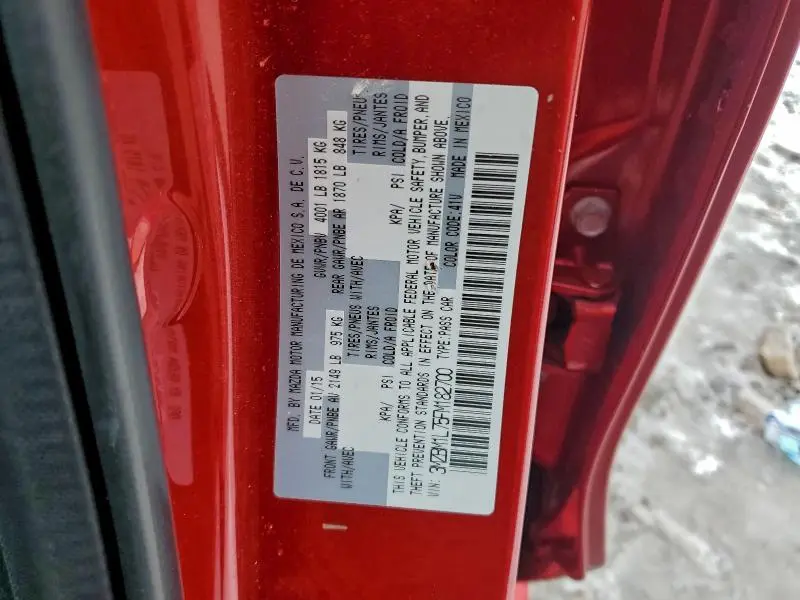 MFD. BY MAZDA MOTOR MANUFACTURING DE MEXICO S.A. DE C.V.
DATE 01/15 GVWR/PNBV 4001 LB 1815 KG
FRONT GAWR/PNBE AV 2149 LB 975 KG REAR GAWR/PNBE AR 1870 LB 848 KG
WITH/AVEC TIRES/PNEUS WITH/AVEC TIRES/PNEU
RIMS/JANTES RIMS/JANTES
KPA/ PSI COLD/A FROID KPA/ PSI COLD/A FROID
THIS VEHICLE CONFORMS TO ALL APPLICABLE FEDERAL MOTOR VEHICLE SAFETY, BUMPER, AND
THEFT PREVENTION STANDARDS IN EFFECT ON THE DATE OF MANUFACTURE SHOWN ABOVE.
VIN: 3MZBM1L75FM182700 TYPE:PASS CAR COLOR CODE:41V MADE IN MEXICO